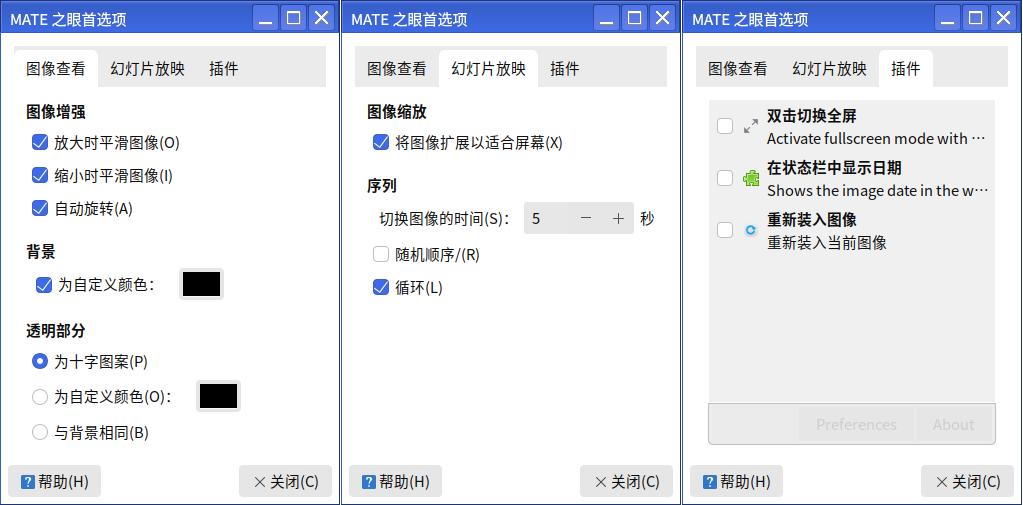 MATE 之眼首选项
图像查看 幻灯片放映 插件
图像增强
放大时平滑图像(O)
缩小时平滑图像(I)
自动旋转(A)
背景
为自定义颜色：
透明部分
为十字图案(P)
为自定义颜色(O)：
与背景相同(B)
帮助(H) 关闭(C)
MATE 之眼首选项
图像查看 幻灯片放映 插件
图像缩放
将图像扩展以适合屏幕(X)
序列
切换图像的时间(S)： 5 秒
随机顺序/(R)
循环(L)
帮助(H) 关闭(C)
MATE 之眼首选项
图像查看 幻灯片放映 插件
双击切换全屏
Activate fullscreen mode with …
在状态栏中显示日期
Shows the image date in the w…
重新装入图像
重新装入当前图像
Preferences About
帮助(H) 关闭(C)